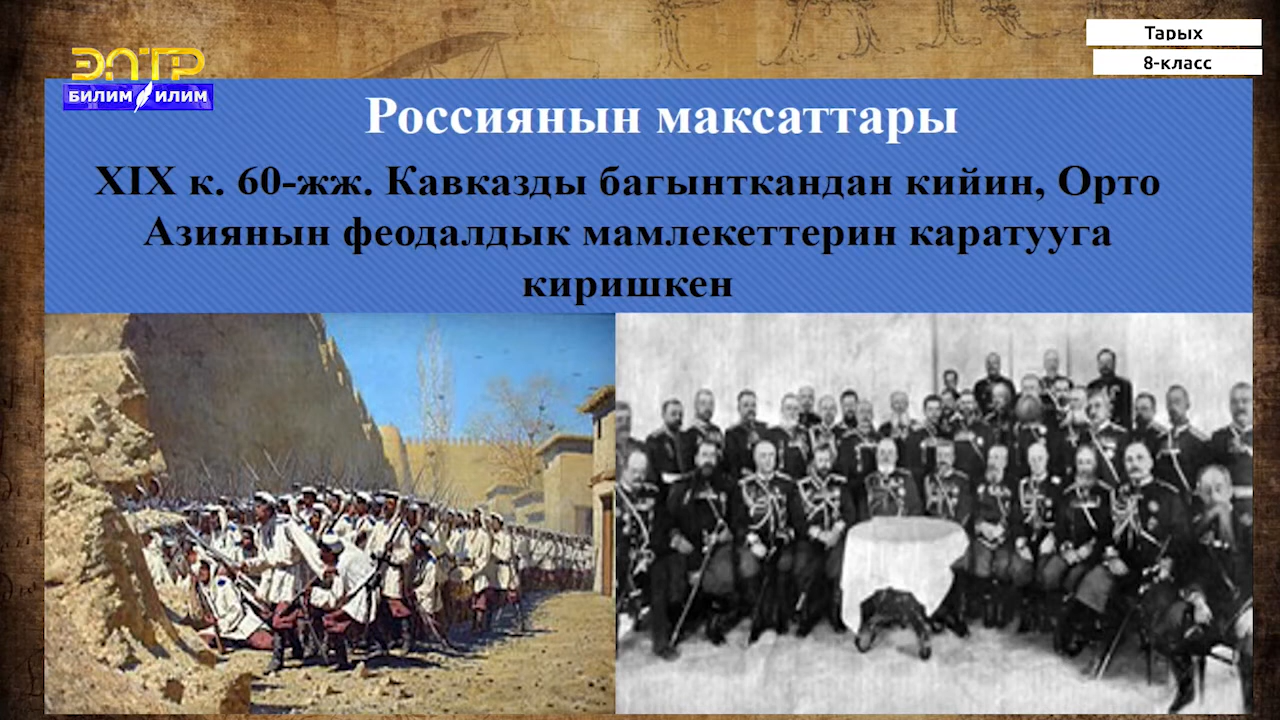 Тарых
8-класс
ЭЛТР
БИЛИМ ИЛИМ
Россиянын максаттары
XIX к. 60-жж. Кавказды багынткандан кийин, Орто
Азиянын феодалдык мамлекеттерин каратууга
киришкен